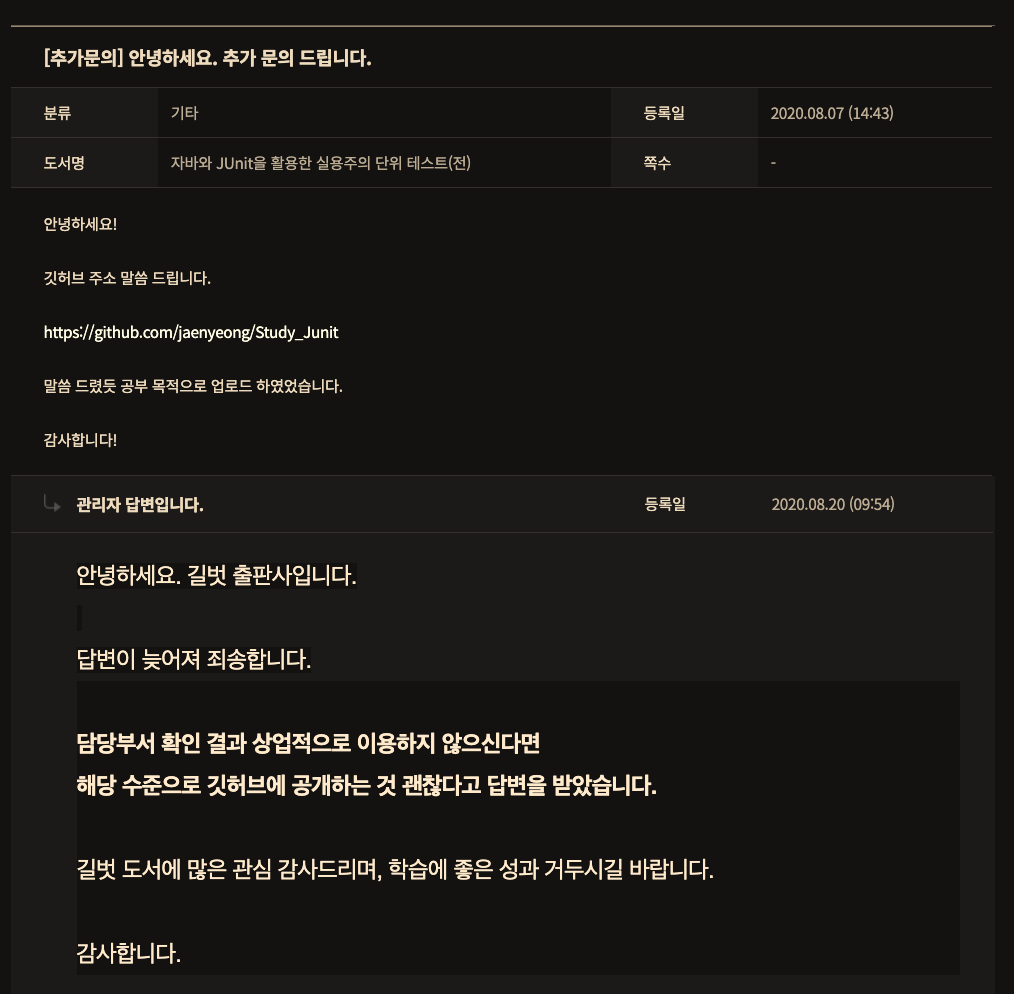 [추가문의] 안녕하세요. 추가 문의 드립니다.
분류 기타 등록일 2020.08.07 (14:43)
도서명 자바와 JUnit을 활용한 실용주의 단위 테스트(전) 쪽수 -
안녕하세요!
깃허브 주소 말씀 드립니다.
https://github.com/jaenyeong/Study_Junit
말씀 드렸듯 공부 목적으로 업로드 하였었습니다.
감사합니다!
관리자 답변입니다. 등록일 2020.08.20 (09:54)
안녕하세요. 길벗 출판사입니다.
답변이 늦어져 죄송합니다.
담당부서 확인 결과 상업적으로 이용하지 않으신다면
해당 수준으로 깃허브에 공개하는 것 괜찮다고 답변을 받았습니다.
길벗 도서에 많은 관심 감사드리며, 학습에 좋은 성과 거두시길 바랍니다.
감사합니다.